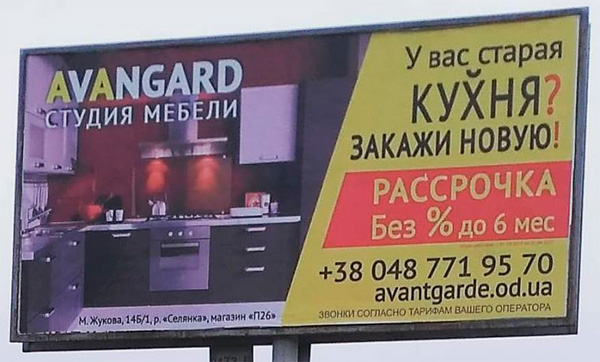 AVANGARD
СТУДИЯ МЕБЕЛИ
У вас старая
КУХНЯ?
ЗАКАЖИ НОВУЮ!
РАССРОЧКА
Без % до 6 мес
+38 048 771 95 70
avantgarde.od.ua
ЗВОНКИ СОГЛАСНО ТАРИФАМ ВАШЕГО ОПЕРАТОРА
М. Жукова, 14Б/1, р. «Селянка», магазин «П26»